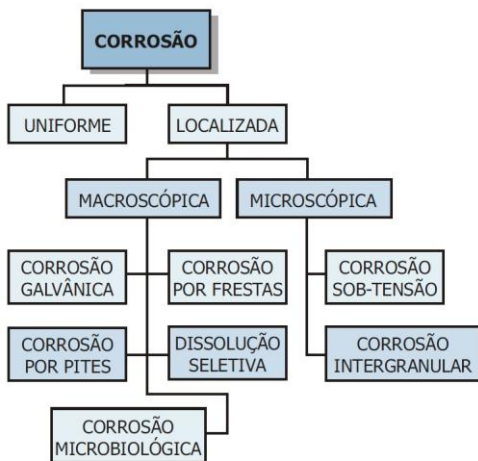 CORROSÃO
UNIFORME
LOCALIZADA
MACROSCÓPICA
MICROSCÓPICA
CORROSÃO
GALVÂNICA
CORROSÃO
POR FRESTAS
CORROSÃO
SOB-TENSÃO
CORROSÃO
POR PITES
DISSOLUÇÃO
SELETIVA
CORROSÃO
INTERGRANULAR
CORROSÃO
MICROBIOLÓGICA